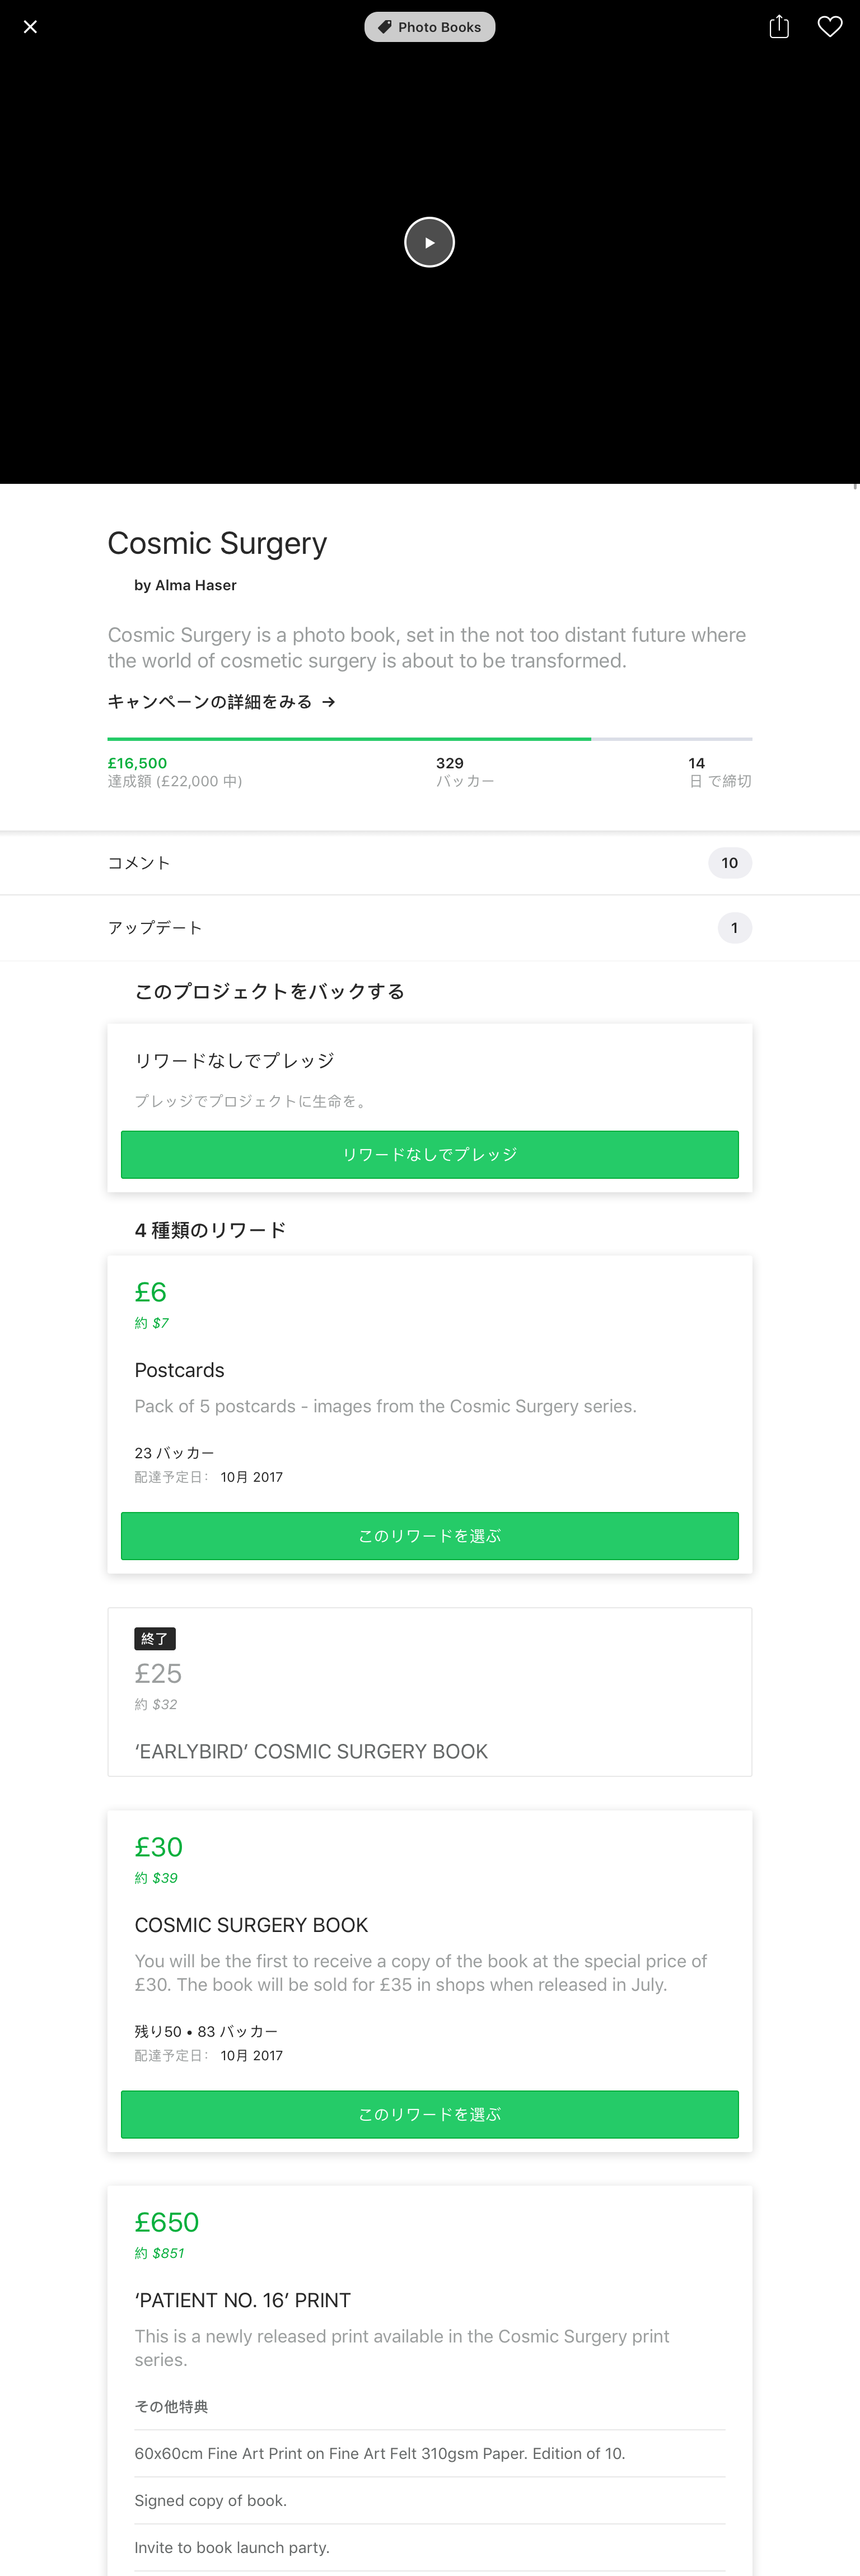 Photo Books
Cosmic Surgery
by Alma Haser
Cosmic Surgery is a photo book, set in the not too distant future where
the world of cosmetic surgery is about to be transformed.
キャンペーンの詳細をみる →
£16,500
達成額 (£22,000 中)
329
バッカー
14
日 で締切
コメント
10
アップデート
1
このプロジェクトをバックする
リワードなしでプレッジ
プレッジでプロジェクトに生命を。
リワードなしでプレッジ
4 種類のリワード
£6
約 $7
Postcards
Pack of 5 postcards - images from the Cosmic Surgery series.
23 バッカー
配達予定日： 10月 2017
このリワードを選ぶ
終了
£25
約 $32
‘EARLYBIRD’ COSMIC SURGERY BOOK
£30
約 $39
COSMIC SURGERY BOOK
You will be the first to receive a copy of the book at the special price of
£30. The book will be sold for £35 in shops when released in July.
残り50 • 83 バッカー
配達予定日： 10月 2017
このリワードを選ぶ
£650
約 $851
‘PATIENT NO. 16’ PRINT
This is a newly released print available in the Cosmic Surgery print
series.
その他特典
60x60cm Fine Art Print on Fine Art Felt 310gsm Paper. Edition of 10.
Signed copy of book.
Invite to book launch party.